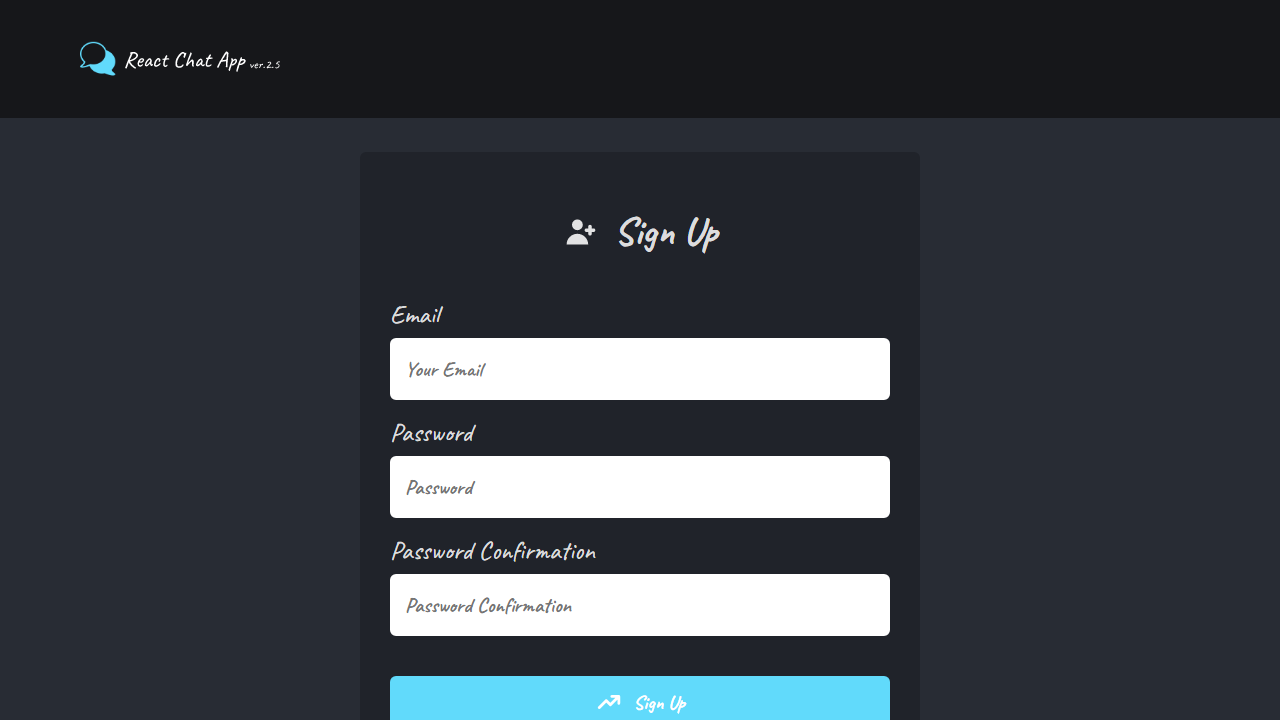 React Chat App ver.2.5
Sign Up
Email
Your Email
Password
Password
Password Confirmation
Password Confirmation
Sign Up